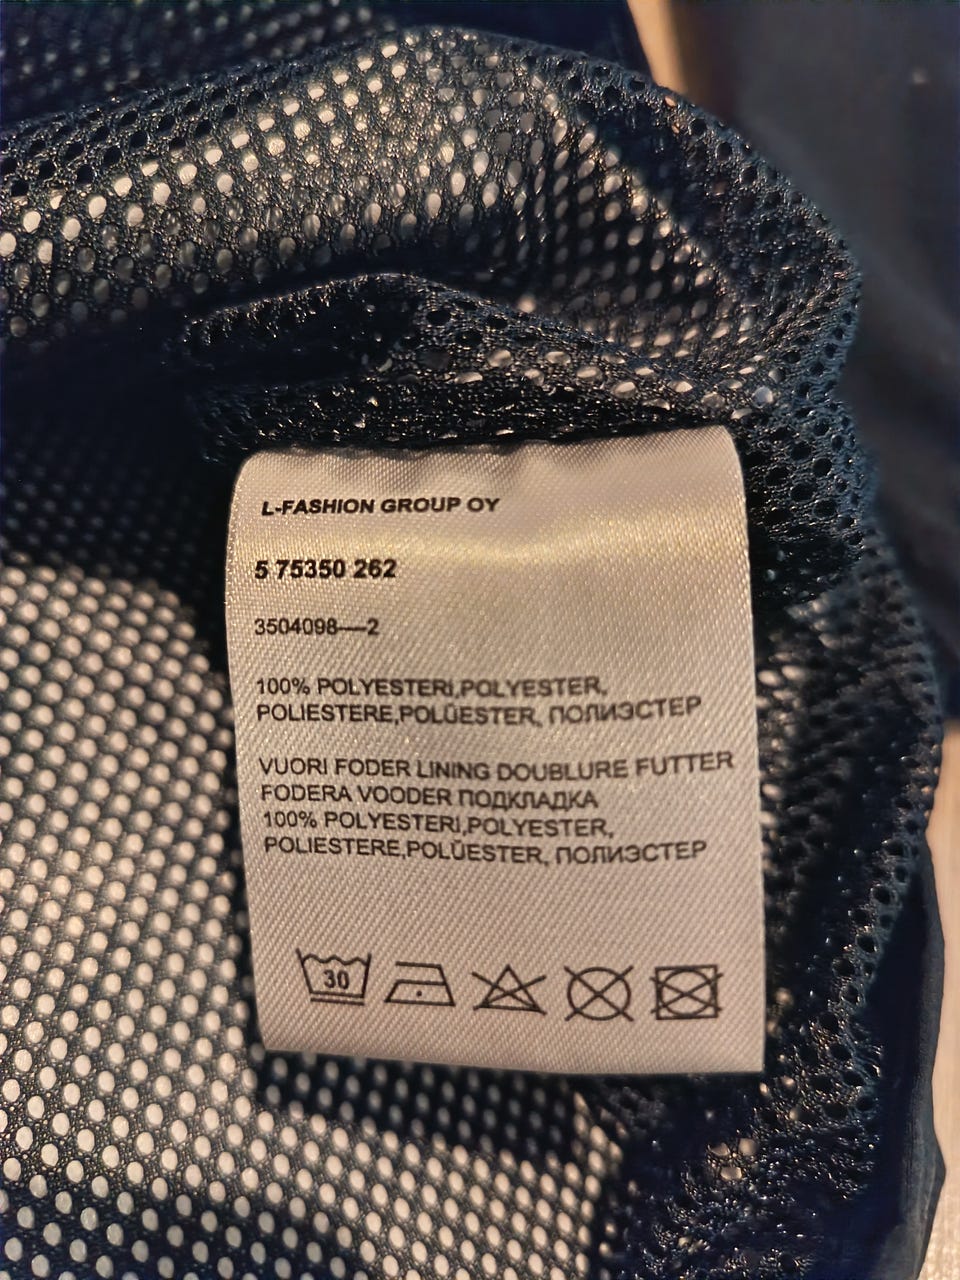 L-FASHION GROUP OY
5 75350 262
3504098----2
100% POLYESTERI,POLYESTER,
POLIESTERE,POLÜESTER, ПОЛИЭСТЕР
VUORI FODER LINING DOUBLURE FUTTER
FODERA VOODER ПОДКЛАДКА
100% POLYESTERI,POLYESTER,
POLIESTERE,POLÜESTER, ПОЛИЭСТЕР
30